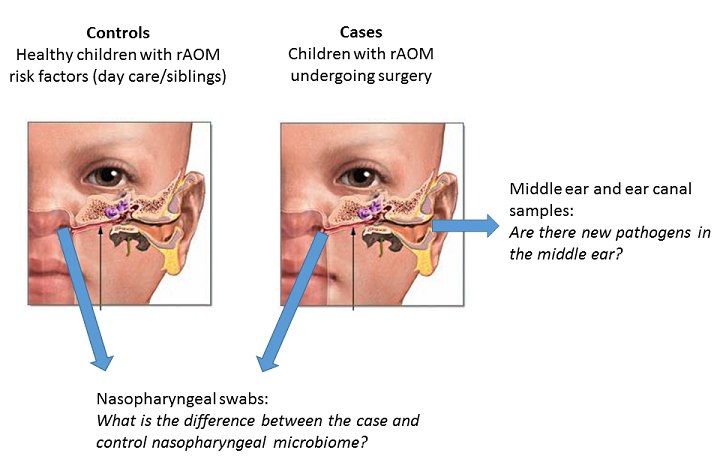 Controls
Healthy children with rAOM
risk factors (day care/siblings)
Cases
Children with rAOM
undergoing surgery
Middle ear and ear canal
samples:
Are there new pathogens in
the middle ear?
Nasopharyngeal swabs:
What is the difference between the case and
control nasopharyngeal microbiome?